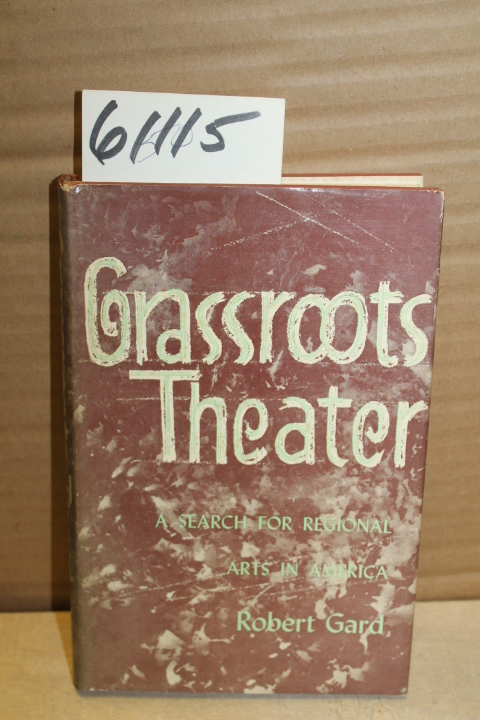 61115
Grassroots
Theater
A SEARCH FOR REGIONAL
ARTS IN AMERICA
Robert Gard